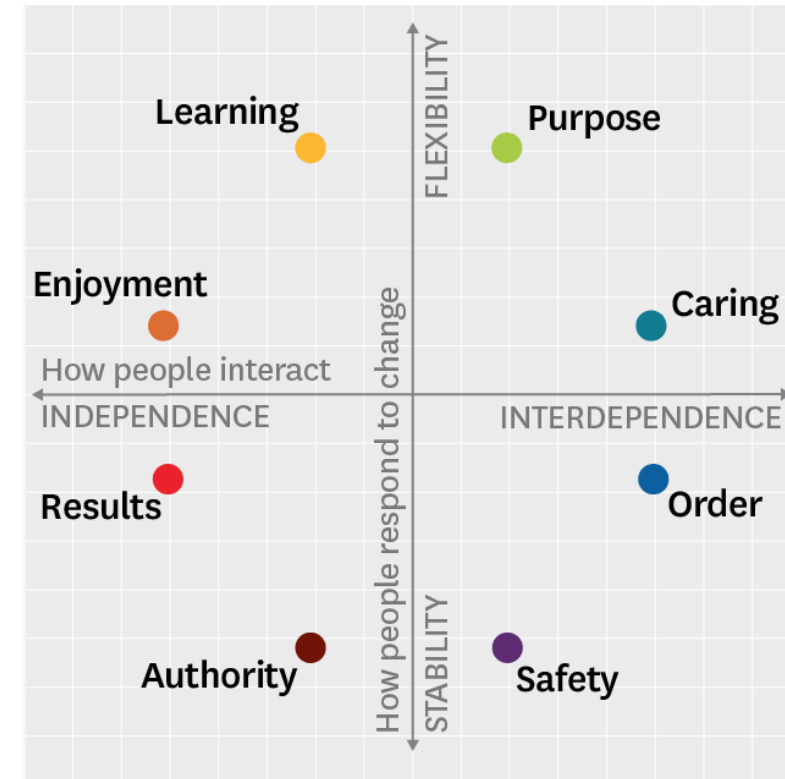 FLEXIBILITY
Learning
Purpose
Enjoyment
Caring
How people interact
INDEPENDENCE
INTERDEPENDENCE
How people respond to change
Results
Order
STABILITY
Authority
Safety